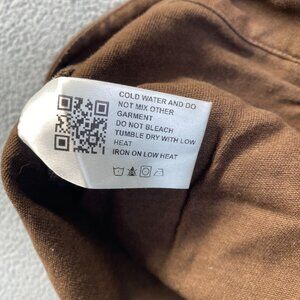 COLD WATER AND DO
NOT MIX OTHER
GARMENT
DO NOT BLEACH
TUMBLE DRY WITH LOW
HEAT
IRON ON LOW HEAT